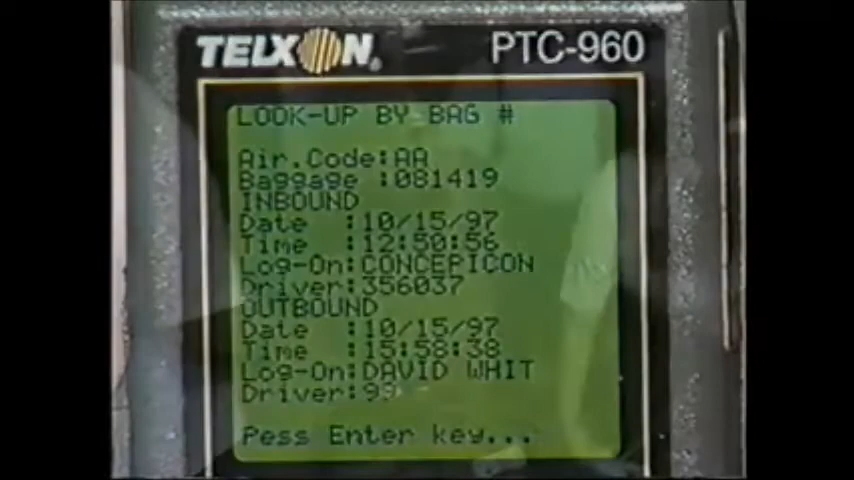 TELXON® PTC-960
LOOK-UP BY BAG #
Air.Code:AA
Baggage :081419
INBOUND
Date :10/15/97
Time :12:50:56
Log-On:CONCEPICON
Driver:356037
OUTBOUND
Date :10/15/97
Time :15:58:38
Log-On:DAVID WHIT
Driver:99
Pess Enter key...